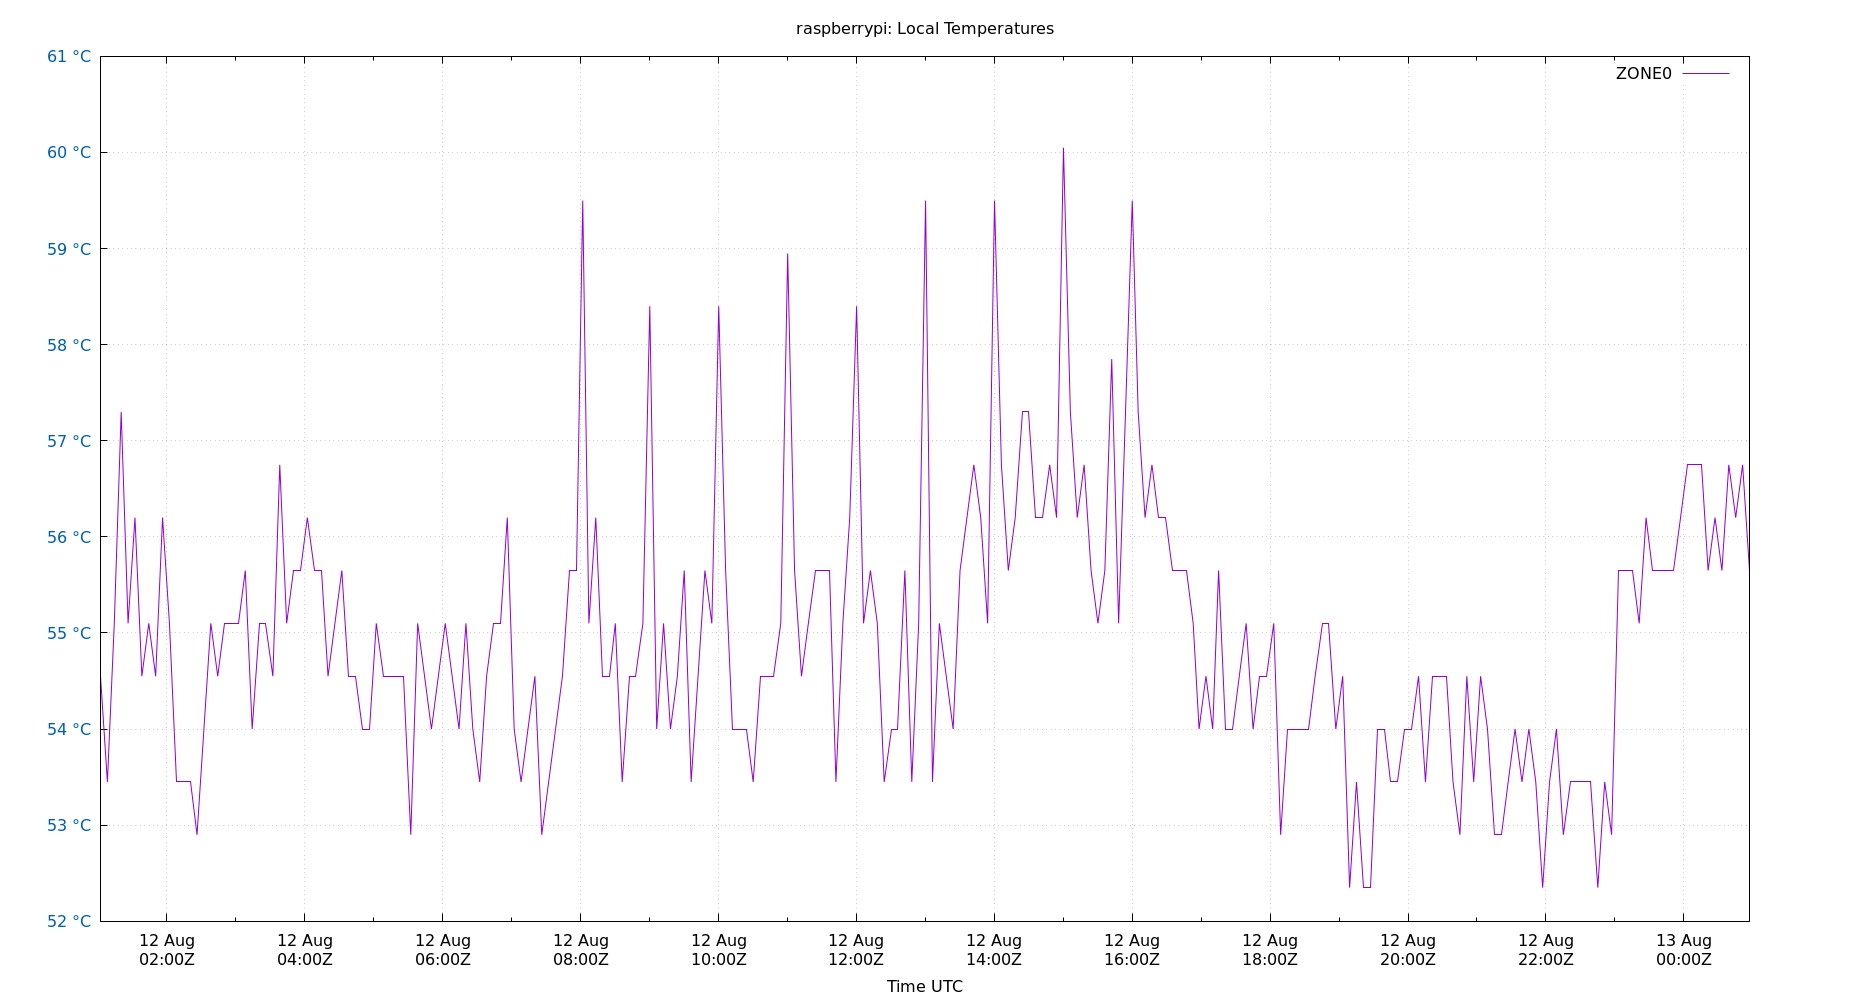 raspberrypi: Local Temperatures
61 °C
ZONE0
60 °C
59 °C
58 °C
57 °C
56 °C
55 °C
54 °C
53 °C
52 °C
12 Aug 12 Aug 12 Aug 12 Aug 12 Aug 12 Aug 12 Aug 12 Aug 12 Aug 12 Aug 12 Aug 13 Aug
02:00Z 04:00Z 06:00Z 08:00Z 10:00Z 12:00Z 14:00Z 16:00Z 18:00Z 20:00Z 22:00Z 00:00Z
Time UTC